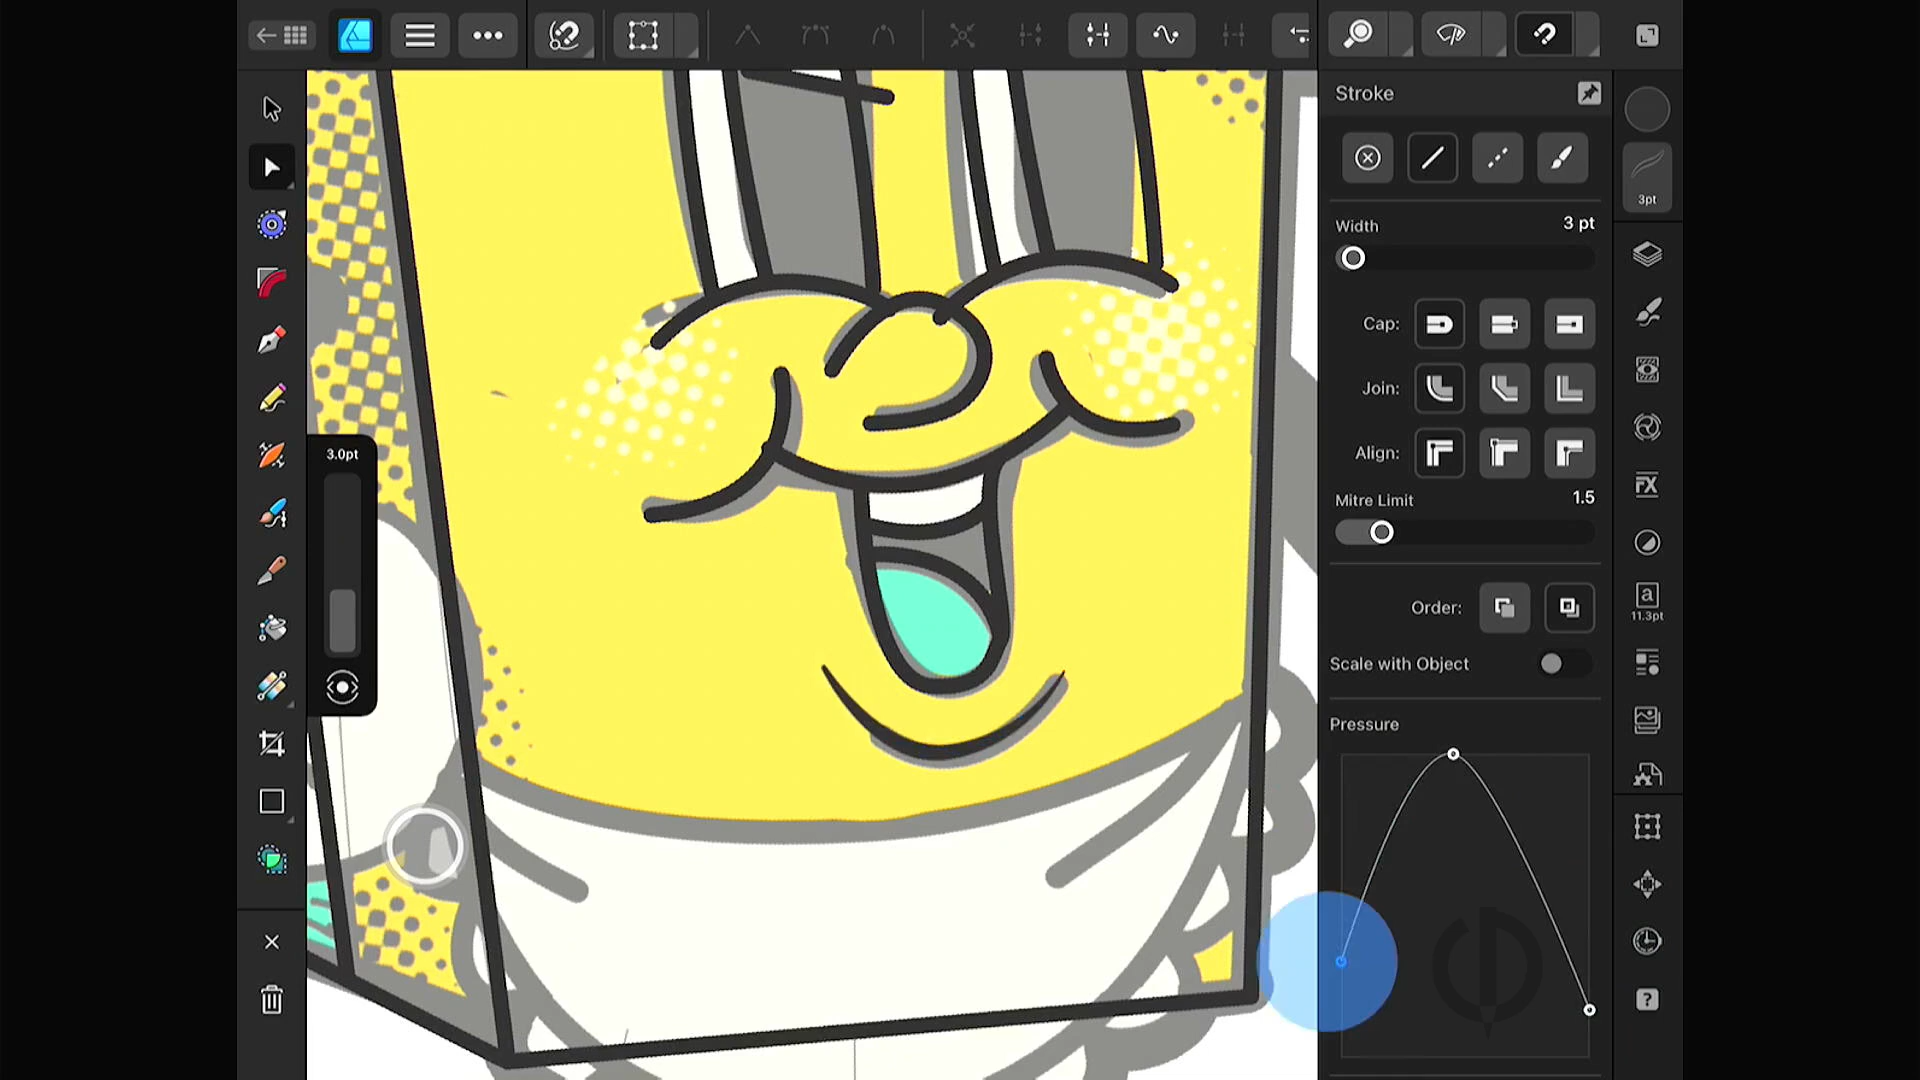 Stroke
3pt
Width 3 pt
Cap:
Join:
3.0pt
Align:
Mitre Limit 1.5
FX
a
11.3pt
Order:
Scale with Object
Pressure
?